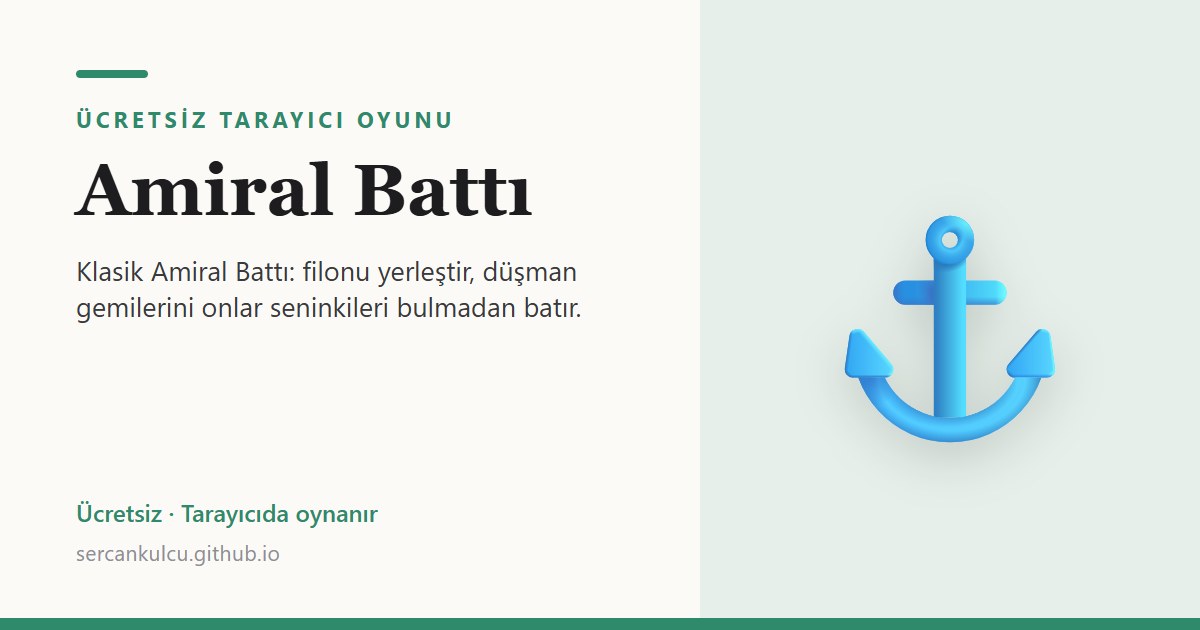 ÜCRETSİZ TARAYICI OYUNU
Amiral Battı
Klasik Amiral Battı: filonu yerleştir, düşman
gemilerini onlar seninkileri bulmadan batır.
Ücretsiz · Tarayıcıda oynanır
sercankulcu.github.io